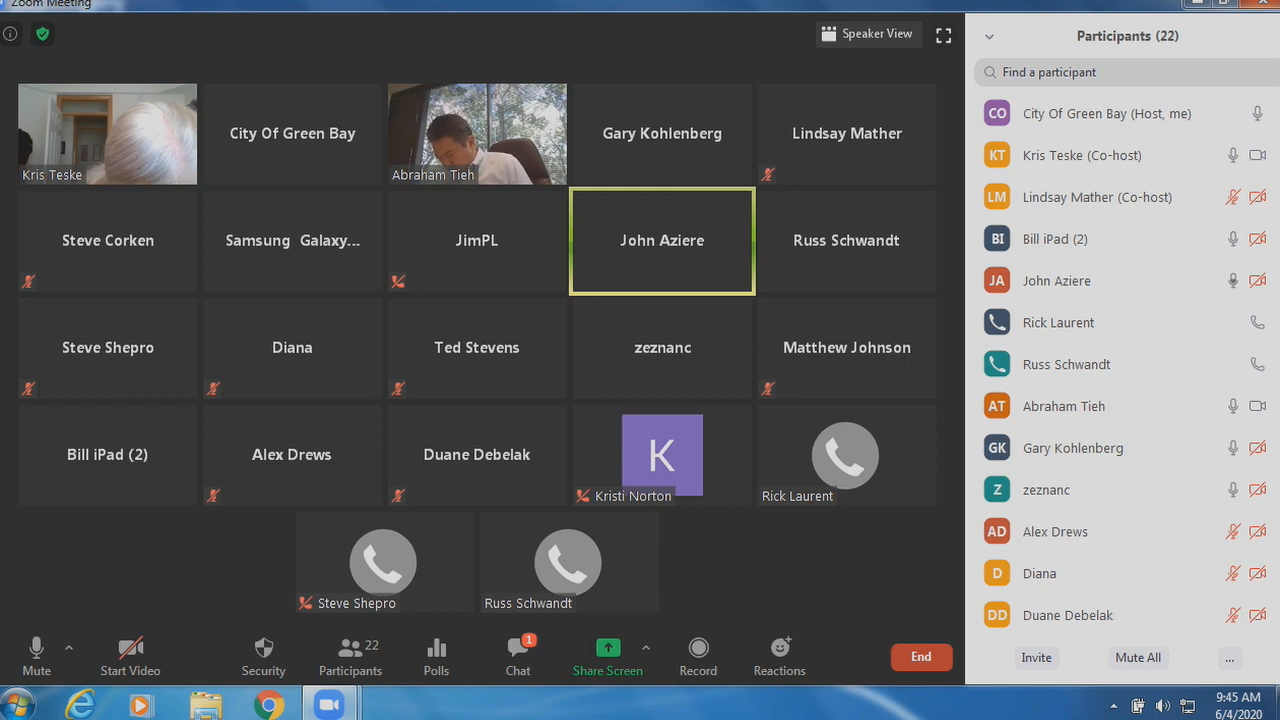 Zoom Meeting
Speaker View
Kris Teske
City Of Green Bay
Abraham Tieh
Gary Kohlenberg
Lindsay Mather
Steve Corken
Samsung Galaxy...
JimPL
John Aziere
Russ Schwandt
Steve Shepro
Diana
Ted Stevens
zeznanc
Matthew Johnson
Bill iPad (2)
Alex Drews
Duane Debelak
K
Kristi Norton
Rick Laurent
Steve Shepro
Russ Schwandt
Mute
Start Video
Security
22
Participants
Polls
1
Chat
Share Screen
Record
Reactions
End
Participants (22)
Find a participant
CO City Of Green Bay (Host, me)
KT Kris Teske (Co-host)
LM Lindsay Mather (Co-host)
BI Bill iPad (2)
JA John Aziere
Rick Laurent
Russ Schwandt
AT Abraham Tieh
GK Gary Kohlenberg
Z zeznanc
AD Alex Drews
D Diana
DD Duane Debelak
Invite
Mute All
...
9:45 AM
6/4/2020